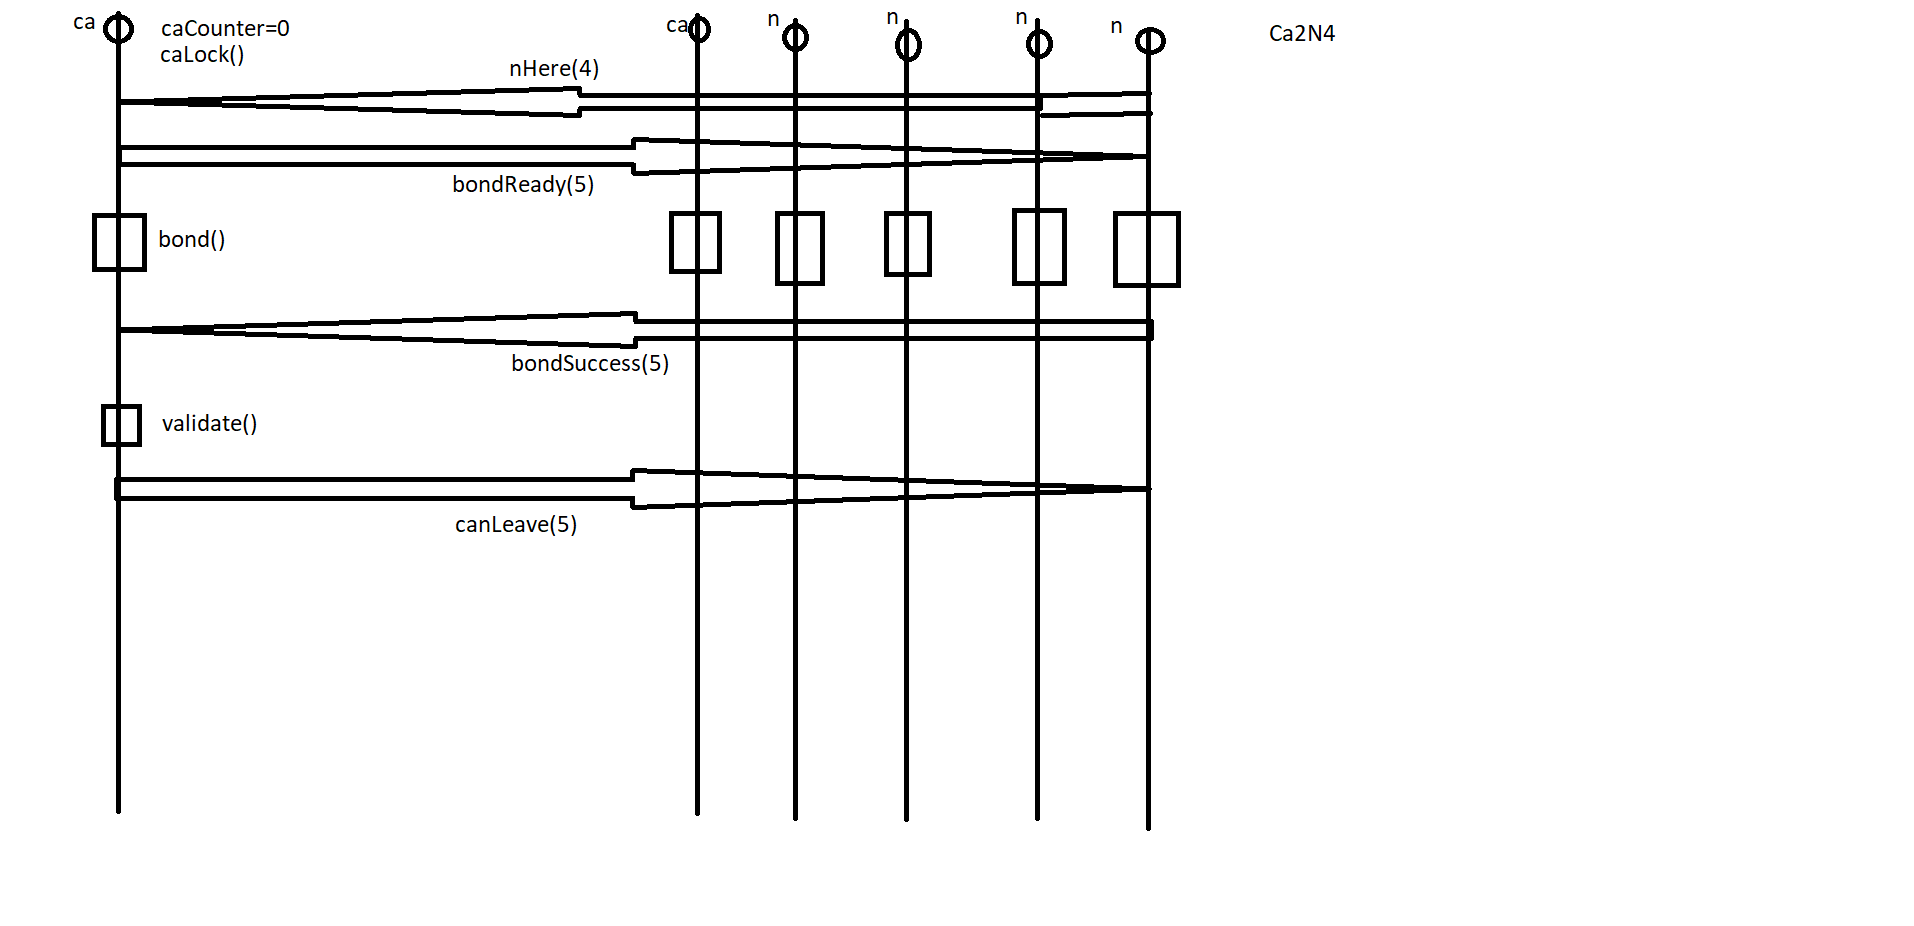 ca
caCounter=0
caLock()
ca
n
n
n
n
Ca2N4
nHere(4)
bondReady(5)
bond()
bondSuccess(5)
validate()
canLeave(5)